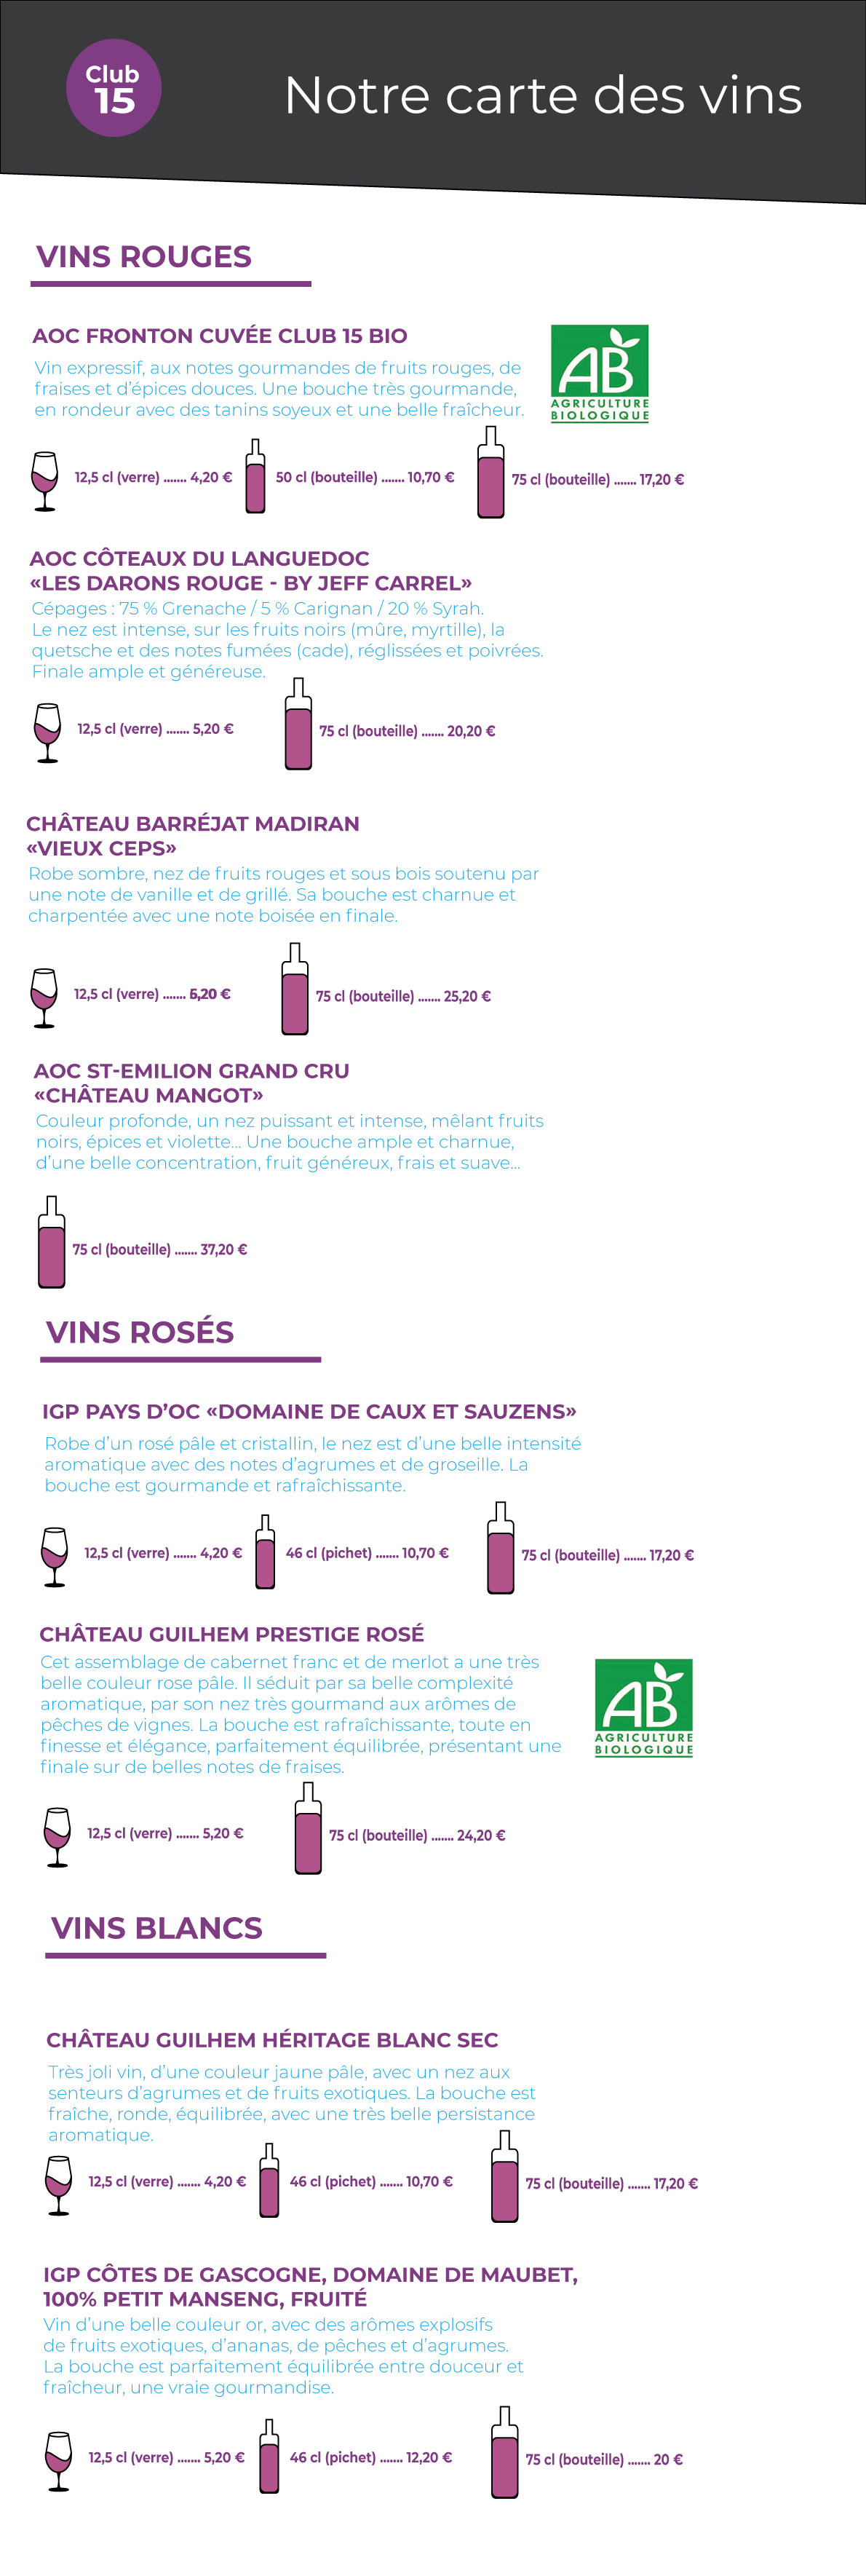 Club
15
Notre carte des vins
VINS ROUGES
AOC FRONTON CUVÉE CLUB 15 BIO
Vin expressif, aux notes gourmandes de fruits rouges, de
fraises et d'épices douces. Une bouche très gourmande,
en rondeur avec des tanins soyeux et une belle fraîcheur.
AB
AGRICULTURE
BIOLOGIQUE
12,5 cl (verre) ....... 4,20 € 50 cl (bouteille) ....... 10,70 € 75 cl (bouteille) ....... 17,20 €
AOC CÔTEAUX DU LANGUEDOC
«LES DARONS ROUGE - BY JEFF CARREL»
Cépages : 75 % Grenache / 5 % Carignan / 20 % Syrah.
Le nez est intense, sur les fruits noirs (mûre, myrtille), la
quetsche et des notes fumées (cade), réglissées et poivrées.
Finale ample et généreuse.
12,5 cl (verre) ....... 5,20 € 75 cl (bouteille) ....... 20,20 €
CHÂTEAU BARRÉJAT MADIRAN
«VIEUX CEPS»
Robe sombre, nez de fruits rouges et sous bois soutenu par
une note de vanille et de grillé. Sa bouche est charnue et
charpentée avec une note boisée en finale.
12,5 cl (verre) ....... € 75 cl (bouteille) ....... 25,20 €
AOC ST-EMILION GRAND CRU
«CHÂTEAU MANGOT»
Couleur profonde, un nez puissant et intense, mêlant fruits
noirs, épices et violette... Une bouche ample et charnue,
d'une belle concentration, fruit généreux, frais et suave...
75 cl (bouteille) ....... 37,20 €
VINS ROSÉS
IGP PAYS D'OC «DOMAINE DE CAUX ET SAUZENS»
Robe d'un rosé pâle et cristallin, le nez est d'une belle intensité
aromatique avec des notes d'agrumes et de groseille. La
bouche est gourmande et rafraîchissante.
12,5 cl (verre) ....... 4,20 € 46 cl (pichet) ....... 10,70 € 75 cl (bouteille) ....... 17,20 €
CHÂTEAU GUILHEM PRESTIGE ROSÉ
Cet assemblage de cabernet franc et de merlot a une très
belle couleur rose pâle. Il séduit par sa belle complexité
aromatique, par son nez très gourmand aux arômes de
pêches de vignes. La bouche est rafraîchissante, toute en
finesse et élégance, parfaitement équilibrée, présentant une
finale sur de belles notes de fraises.
AB
AGRICULTURE
BIOLOGIQUE
12,5 cl (verre) ....... 5,20 € 75 cl (bouteille) ....... 24,20 €
VINS BLANCS
CHÂTEAU GUILHEM HÉRITAGE BLANC SEC
Très joli vin, d'une couleur jaune pâle, avec un nez aux
senteurs d'agrumes et de fruits exotiques. La bouche est
fraîche, ronde, équilibrée, avec une très belle persistance
aromatique.
12,5 cl (verre) ....... 4,20 € 46 cl (pichet) ....... 10,70 € 75 cl (bouteille) ....... 17,20 €
IGP CÔTES DE GASCOGNE, DOMAINE DE MAUBET,
100% PETIT MANSENG, FRUITÉ
Vin d'une belle couleur or, avec des arômes explosifs
de fruits exotiques, d'ananas, de pêches et d'agrumes.
La bouche est parfaitement équilibrée entre douceur et
fraîcheur, une vraie gourmandise.
12,5 cl (verre) ....... 5,20 € 46 cl (pichet) ....... 12,20 € 75 cl (bouteille) ....... 20 €